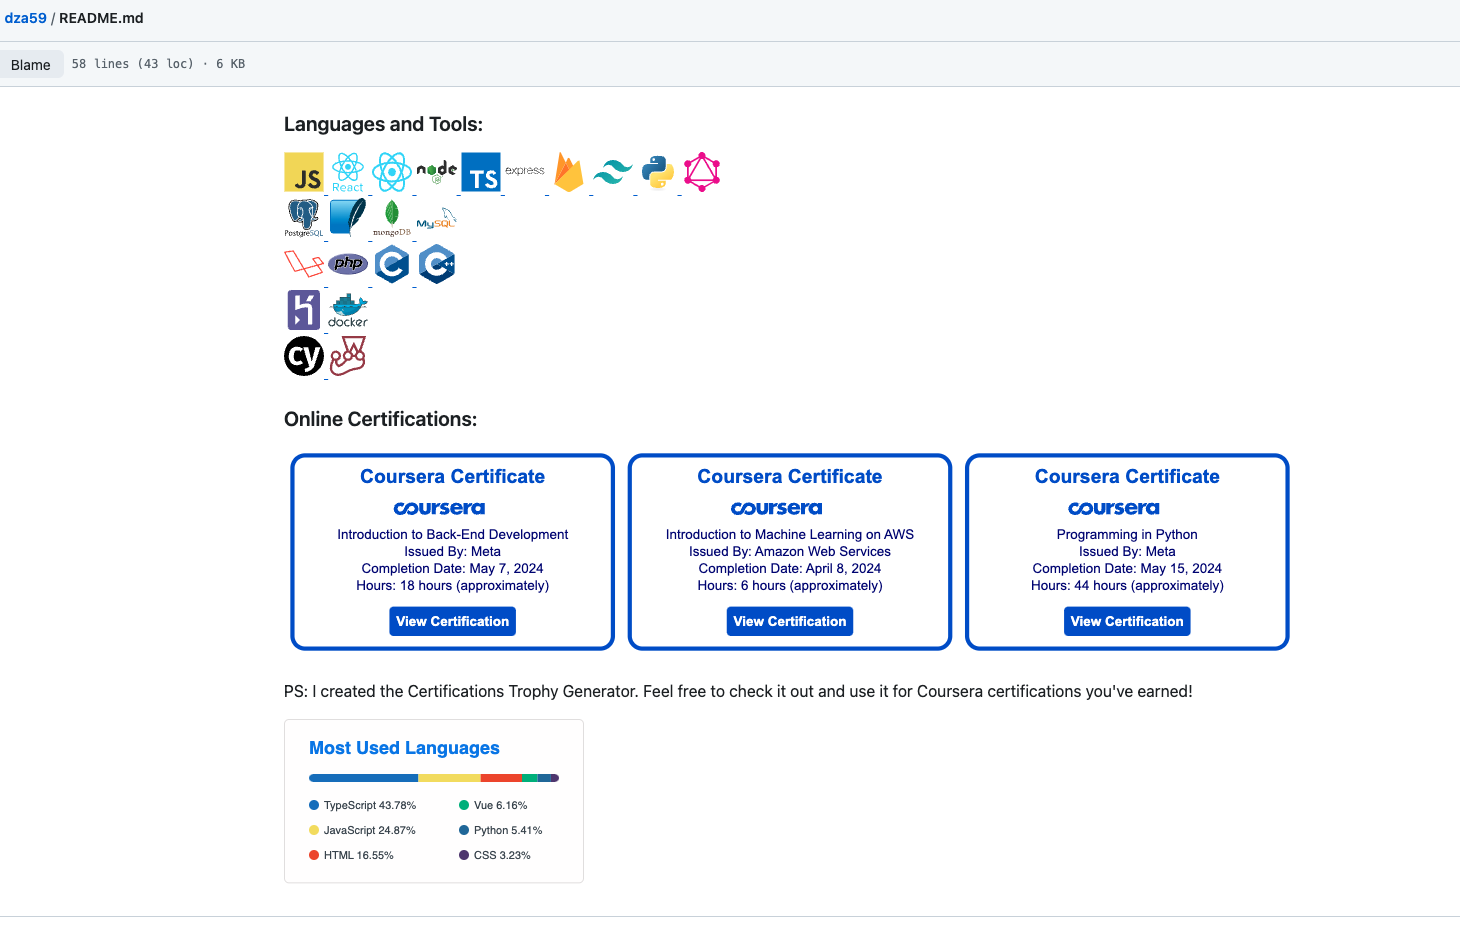 dza59 / README.md
Blame 58 lines (43 loc) · 6 KB
Languages and Tools:
JS React node JS TS express
PostgreSQL mongoDB MySQL
php C C++
docker
cy
Online Certifications:
Coursera Certificate
coursera
Introduction to Back-End Development
Issued By: Meta
Completion Date: May 7, 2024
Hours: 18 hours (approximately)
View Certification
Coursera Certificate
coursera
Introduction to Machine Learning on AWS
Issued By: Amazon Web Services
Completion Date: April 8, 2024
Hours: 6 hours (approximately)
View Certification
Coursera Certificate
coursera
Programming in Python
Issued By: Meta
Completion Date: May 15, 2024
Hours: 44 hours (approximately)
View Certification
PS: I created the Certifications Trophy Generator. Feel free to check it out and use it for Coursera certifications you've earned!
Most Used Languages
TypeScript 43.78%
JavaScript 24.87%
HTML 16.55%
Vue 6.16%
Python 5.41%
CSS 3.23%